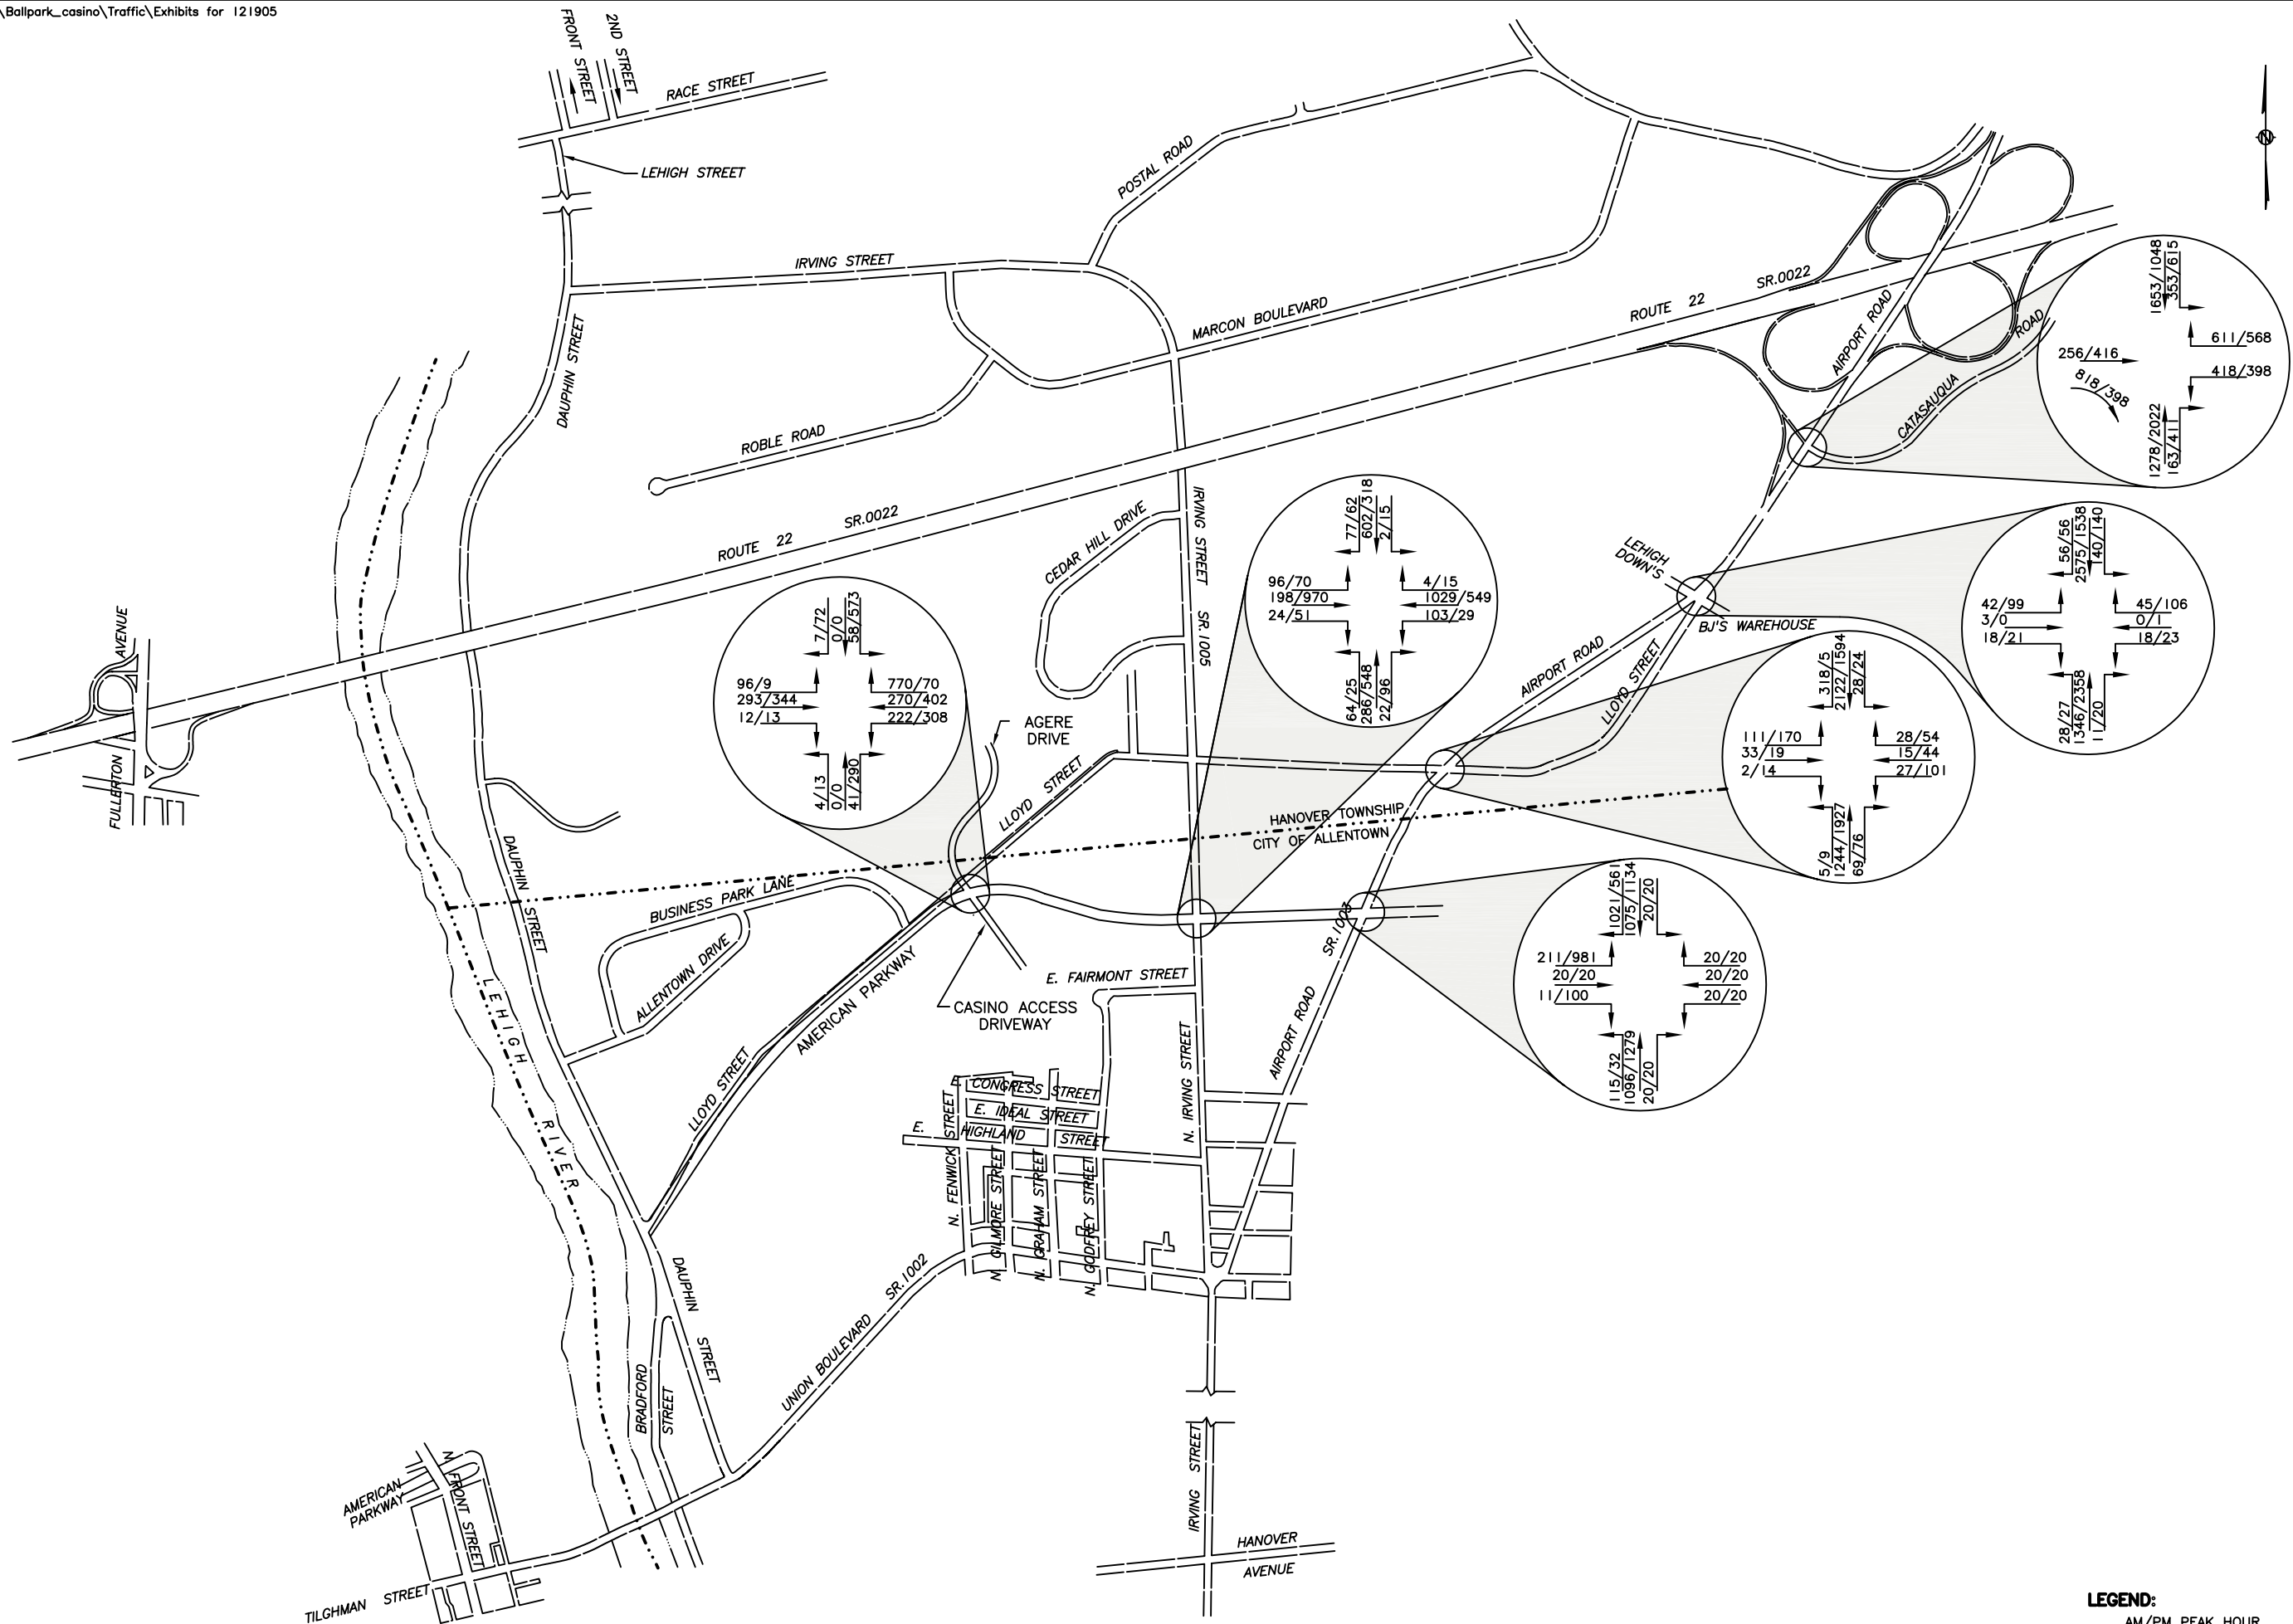 \Ballpark_casino\Traffic\Exhibits for 121905
FRONT STREET
2ND STREET
RACE STREET
LEHIGH STREET
POSTAL ROAD
IRVING STREET
DAUPHIN STREET
MARCON BOULEVARD
ROUTE 22
SR.0022
AIRPORT ROAD
CATASAUQUA ROAD
1653/1048
353/615
611/568
256/416
418/398
818/398
1278/2022
163/411
ROBLE ROAD
ROUTE 22
SR.0022
CEDAR HILL DRIVE
IRVING STREET
SR.1005
77/62
602/318
2/15
96/70
198/970
24/51
4/15
1029/549
103/29
64/25
286/548
22/96
LEHIGH
DOWN'S
BJ'S WAREHOUSE
56/56
2575/1538
140/140
42/99
3/0
18/21
45/106
0/1
18/23
28/27
1346/2358
11/20
AIRPORT ROAD
LLOYD STREET
318/5
2122/1594
28/24
111/170
33/19
2/14
28/54
15/44
27/101
5/9
1244/1927
69/76
7/72
0/0
58/573
96/9
293/344
12/13
770/70
270/402
222/308
4/13
0/0
41/290
AGERE
DRIVE
LLOYD STREET
FULLERTON AVENUE
HANOVER TOWNSHIP
CITY OF ALLENTOWN
DAUPHIN STREET
BUSINESS PARK LANE
ALLENTOWN DRIVE
AMERICAN PARKWAY
CASINO ACCESS
DRIVEWAY
E. FAIRMONT STREET
SR.1003
AIRPORT ROAD
1021/561
1075/1134
20/20
211/981
20/20
11/100
20/20
20/20
20/20
115/32
1096/1279
20/20
LEHIGH RIVER
LLOYD STREET
N. IRVING STREET
E. CONGRESS STREET
E. IDEAL STREET
E. HIGHLAND STREET
N. FENWICK STREET
N. GILMORE STREET
N. GRAHAM STREET
N. GODFREY STREET
UNION BOULEVARD
SR.1002
DAUPHIN STREET
BRADFORD
STREET
IRVING STREET
HANOVER
AVENUE
AMERICAN
PARKWAY
N. FRONT STREET
TILGHMAN STREET
LEGEND:
AM/PM PEAK HOUR